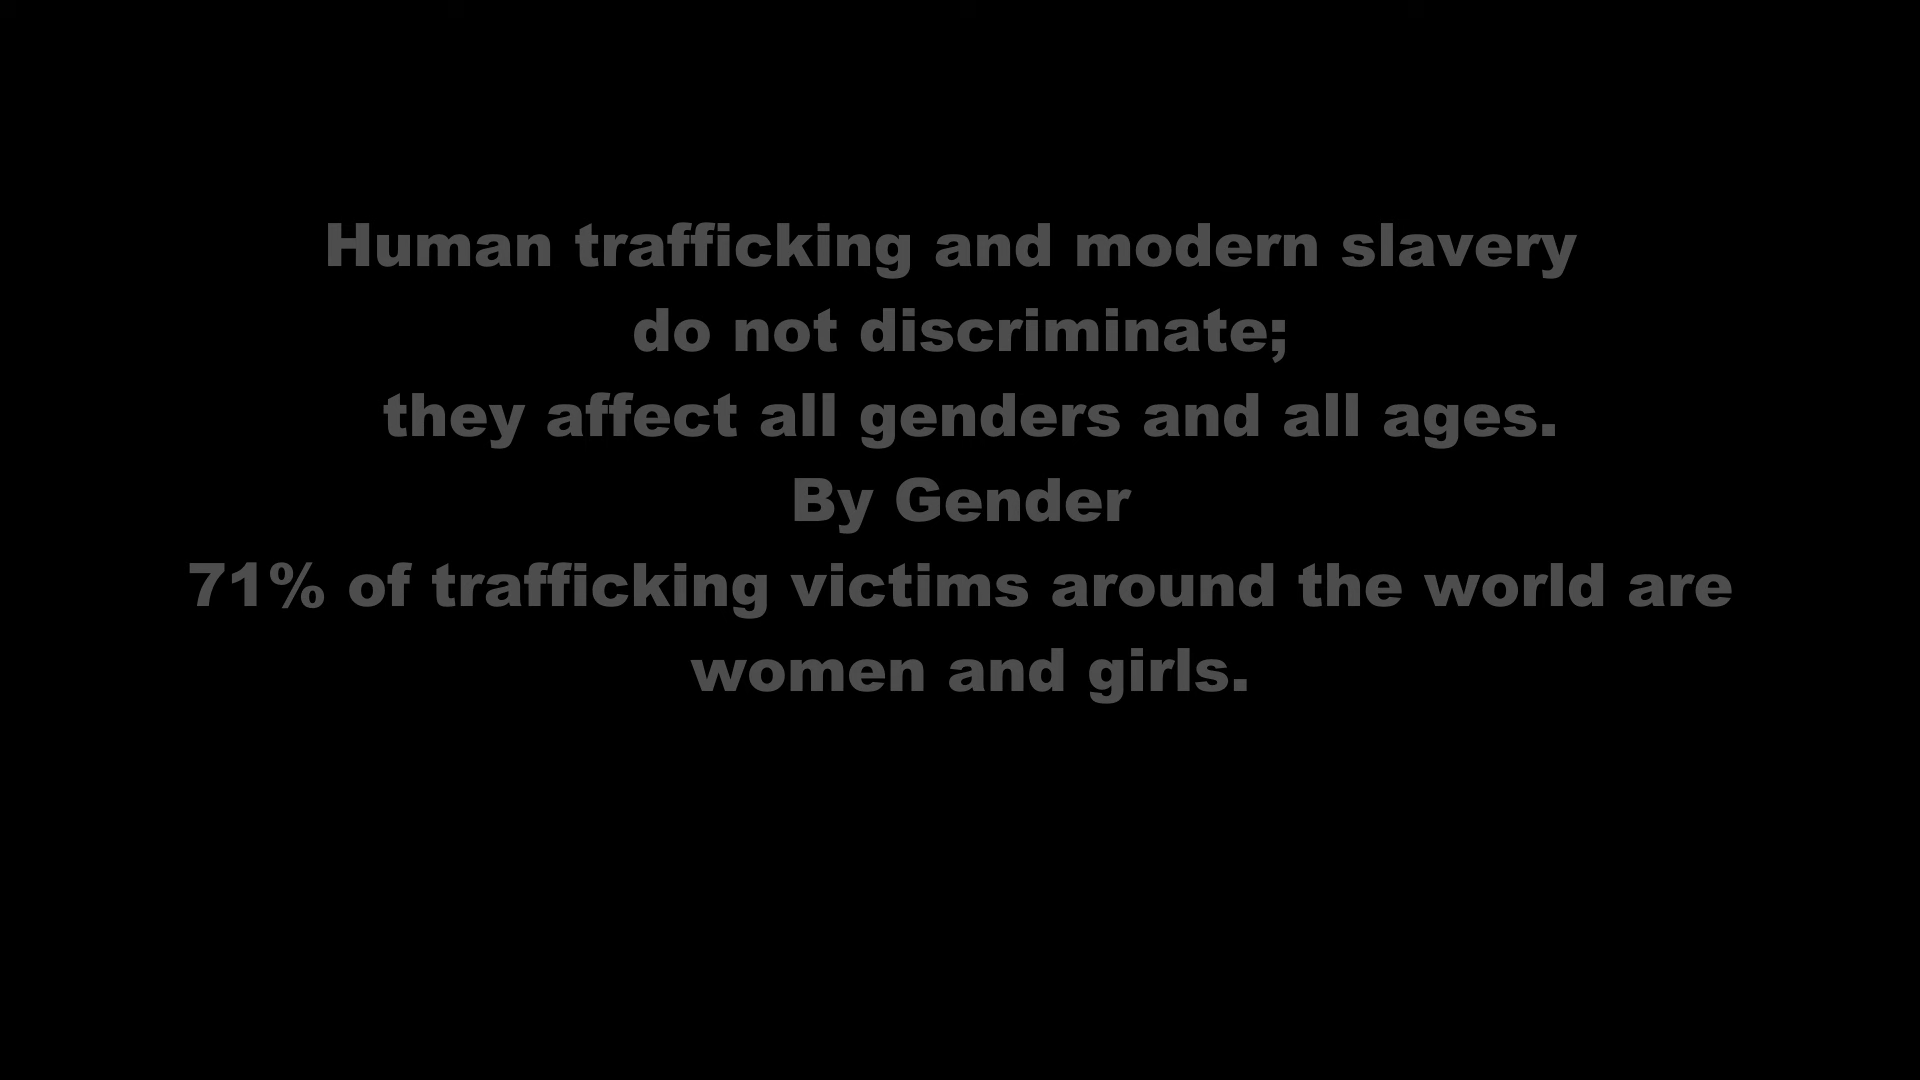 Human trafficking and modern slavery
do not discriminate;
they affect all genders and all ages.
By Gender
71% of trafficking victims around the world are
women and girls.